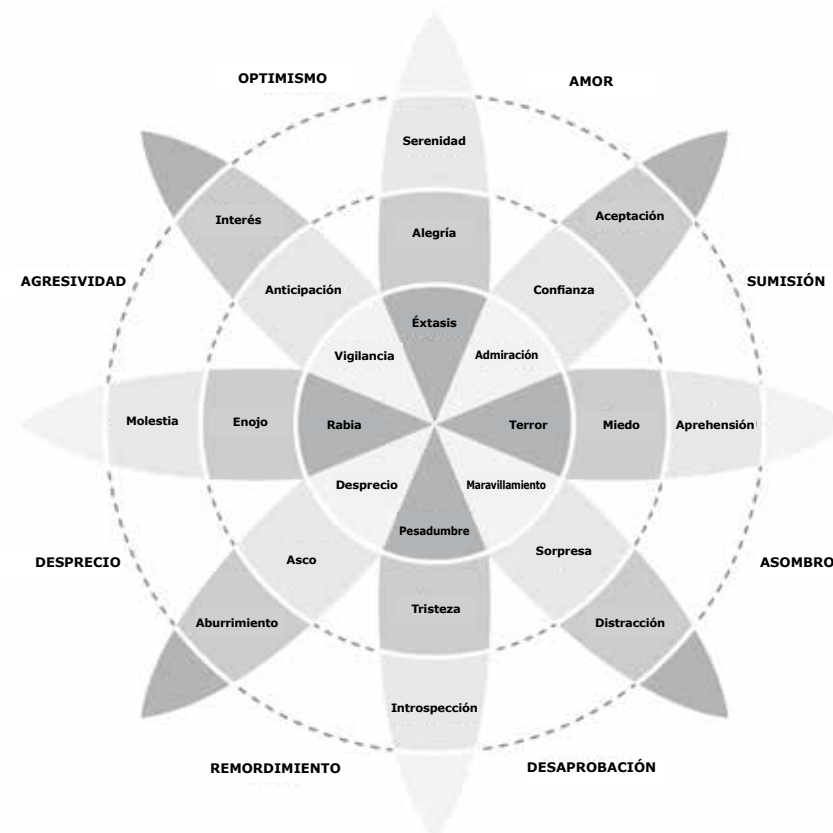 OPTIMISMO
AMOR
Serenidad
Interés
Aceptación
Alegría
AGRESIVIDAD
SUMISIÓN
Anticipación
Confianza
Éxtasis
Vigilancia
Admiración
Molestia
Enojo
Rabia
Terror
Miedo
Aprehensión
Desprecio
Maravillamiento
Pesadumbre
DESPRECIO
Asco
Sorpresa
ASOMBRO
Aburrimiento
Tristeza
Distracción
Introspección
REMORDIMIENTO
DESAPROBACIÓN